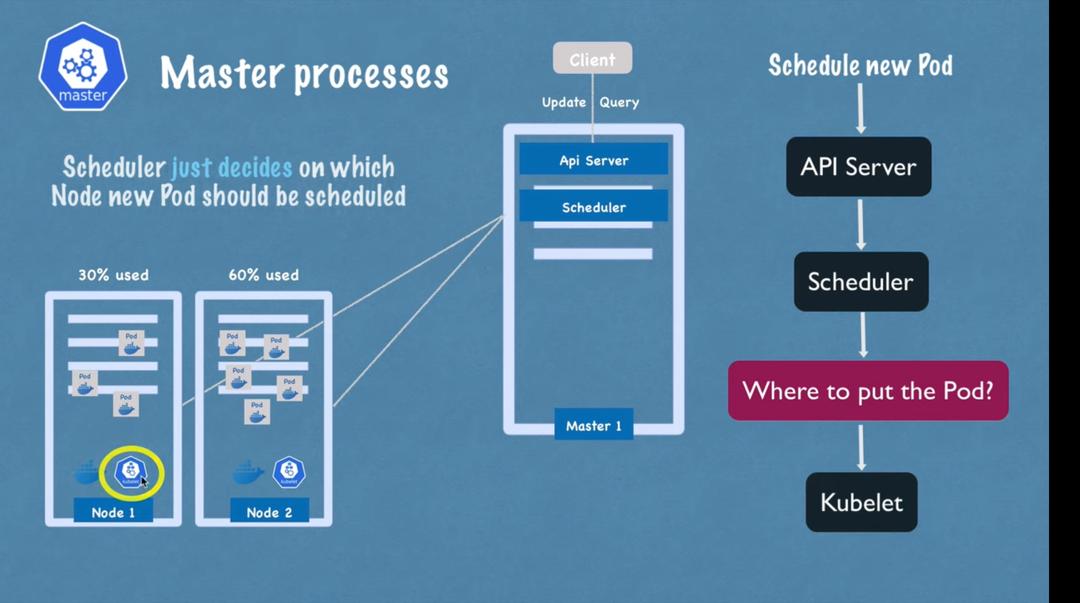 master
Master processes
Scheduler just decides on which
Node new Pod should be scheduled
30% used
60% used
Pod
Pod
Pod
Pod
Pod
Pod
Pod
Pod
kubelet
kubelet
Node 1
Node 2
Client
Update
Query
Api Server
Scheduler
Master 1
Schedule new Pod
API Server
Scheduler
Where to put the Pod?
Kubelet